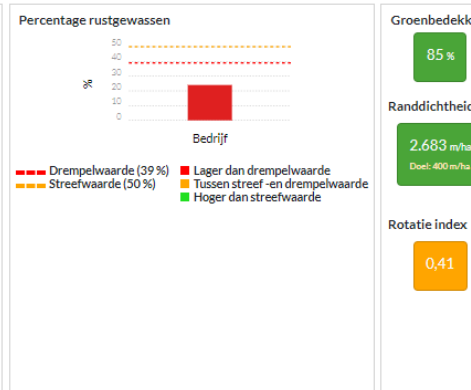 Percentage rustgewassen
50
40
30
20
10
0
%
Bedrijf
Drempelwaarde (39 %)
Streefwaarde (50 %)
Lager dan drempelwaarde
Tussen streef -en drempelwaarde
Hoger dan streefwaarde
Groenbedekk
85 %
Randdichtheid
2.683 m/ha
Doel: 400 m/ha
Rotatie index
0,41